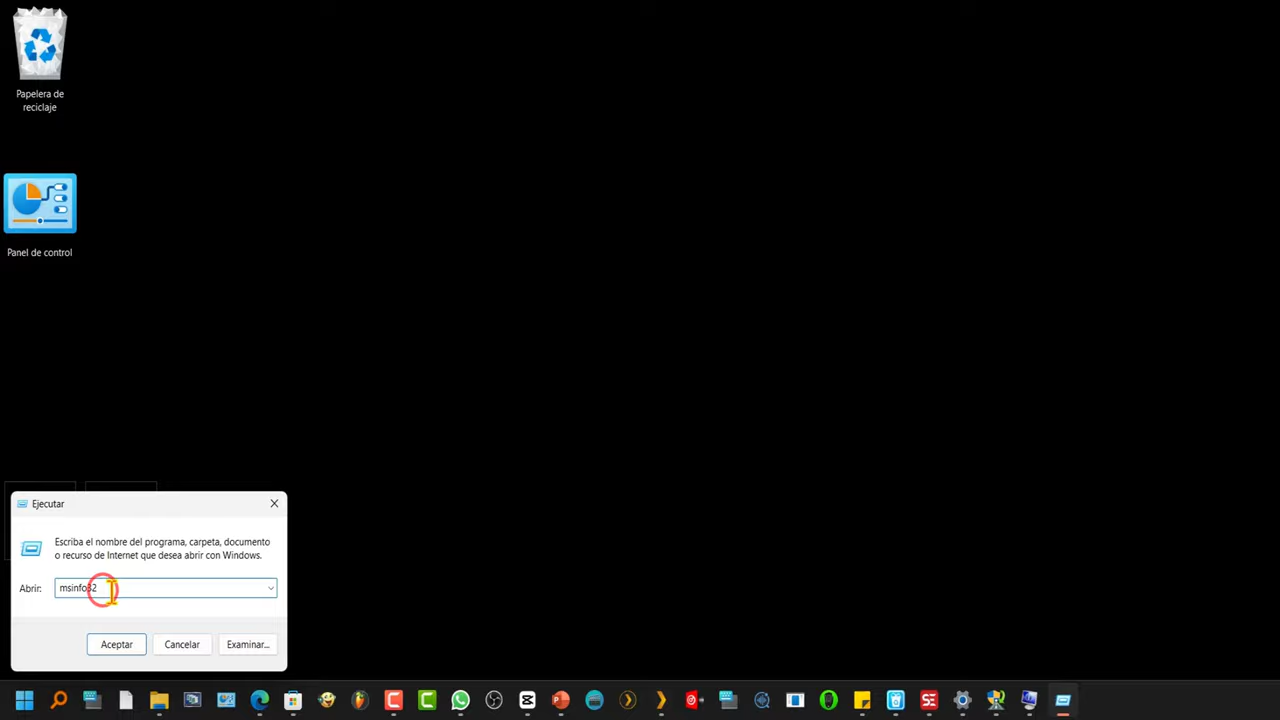 Papelera de
reciclaje
Panel de control
Ejecutar
Escriba el nombre del programa, carpeta, documento
o recurso de Internet que desea abrir con Windows.
Abrir: msinfo32
Aceptar Cancelar Examinar...